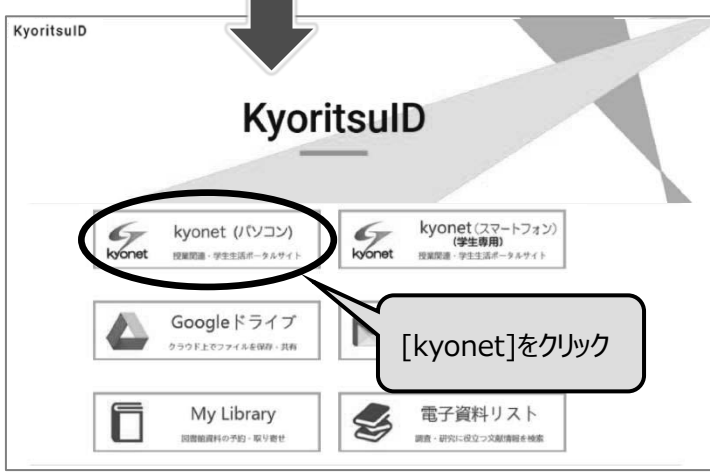 KyoritsuID
KyoritsuID
kyonet (パソコン)
kyonet
授業関連・学生生活ポータルサイト
kyonet(スマートフォン)
(学生専用)
kyonet
授業関連・学生生活ポータルサイト
Googleドライブ
クラウド上でファイルを保存・共有
[kyonet]をクリック
My Library
図書館資料の予約・取り寄せ
電子資料リスト
調査・研究に役立つ文献情報を検索